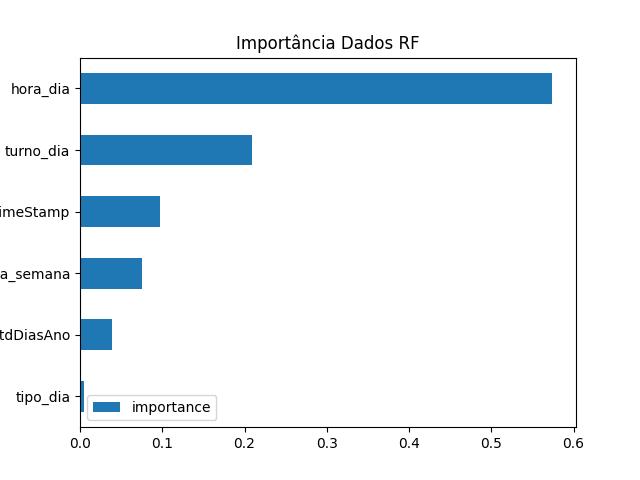 Importância Dados RF
hora_dia
turno_dia
imeStamp
a_semana
tdDiasAno
tipo_dia
importance
0.0 0.1 0.2 0.3 0.4 0.5 0.6